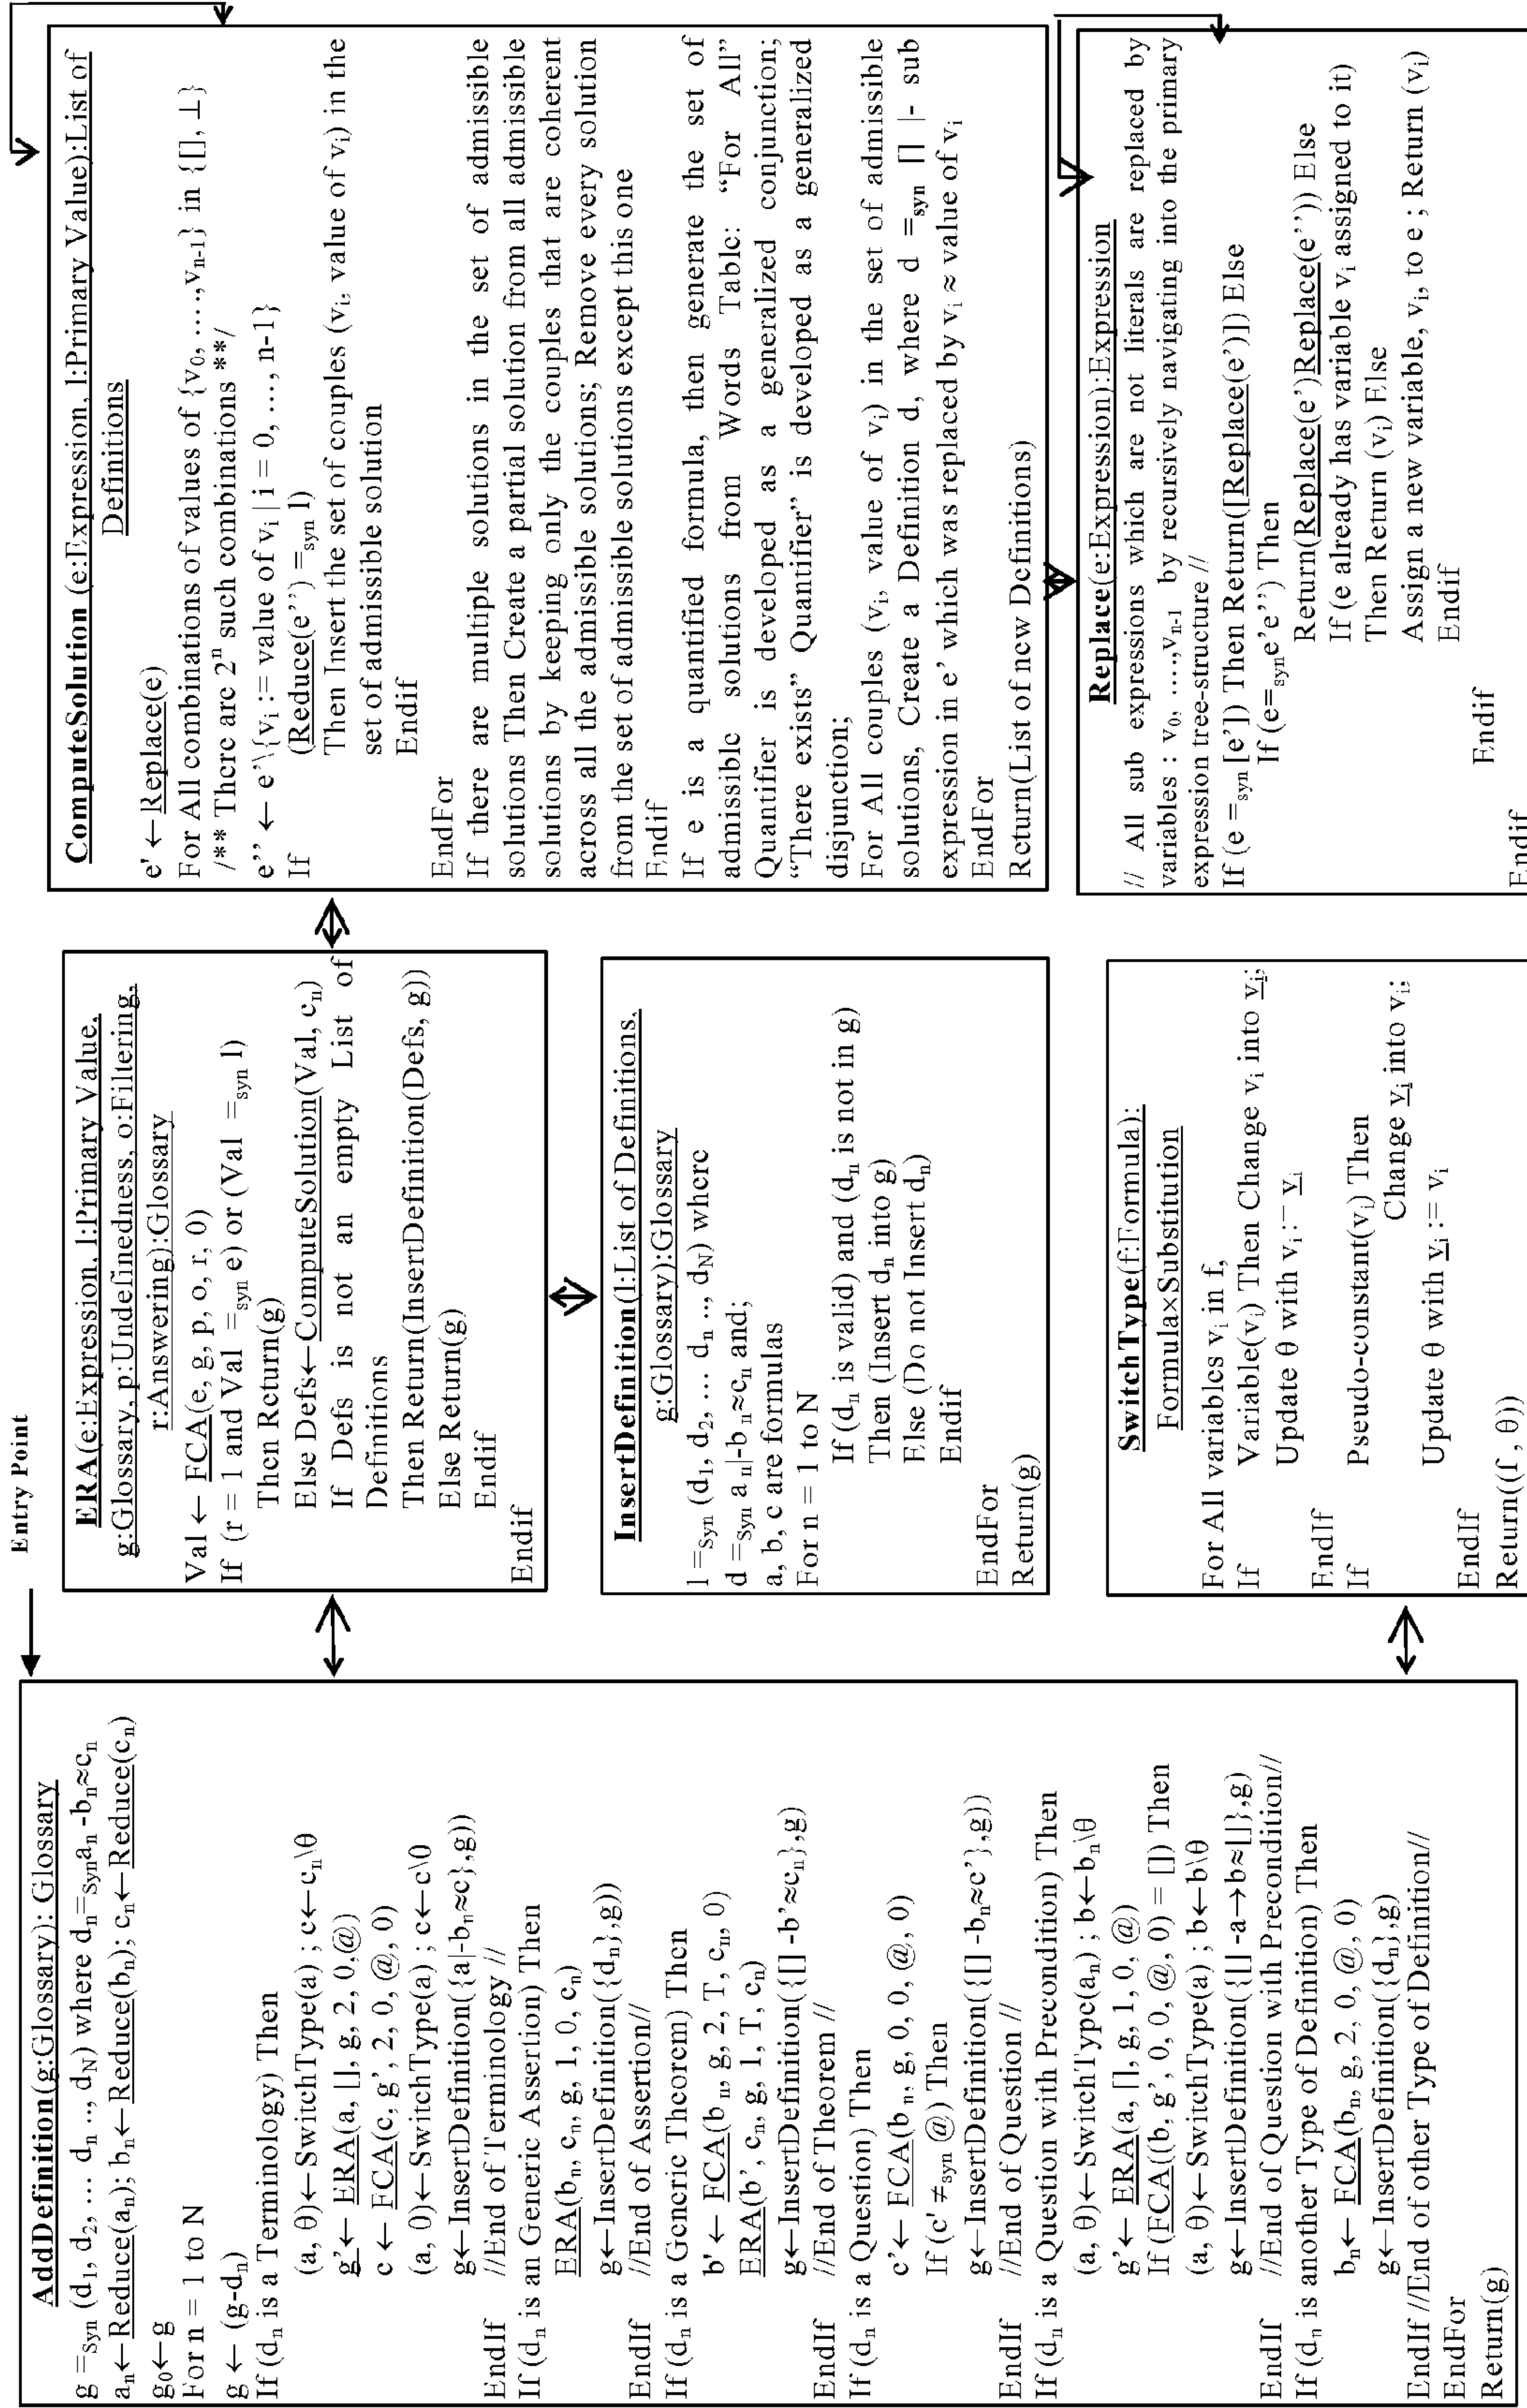 Entry Point
AddDefinition(g:Glossary): Glossary
g =Syn (d1, d2, … d n .., dN) where dn=Syna n -bn≈cn
an←Reduce(an); bn←Reduce(bn); cn←Reduce(cn)
g0←g
For n = 1 to N
g ← (g-dn)
If (dn is a Terminology) Then
(a, θ)←SwitchType(a) ; c←cn\θ
g'← ERA(a, [], g, 2, 0,@)
c ← FCA(c, g', 2, 0, @, 0)
(a, θ)←SwitchType(a) ; c←c\θ
g←InsertDefinition({a|-bn≈c},g))
EndIf //End of Terminology //
If (dn is an Generic Assertion) Then
ERA(bn, cn, g, 1, 0, cn)
g←InsertDefinition({dn},g))
EndIf //End of Assertion//
If (dn is a Generic Theorem) Then
b' ← FCA(b n, g, 2, T, cn, 0)
ERA(b', cn, g, 1, T, cn)
g←InsertDefinition({[] -b'≈cn},g)
EndIf //End of Theorem //
If (dn is a Question) Then
c'← FCA(b n, g, 0, 0, @, 0)
If (c' ≠syn @) Then
g←InsertDefinition({[] -bn≈c'},g))
EndIf //End of Question //
If (dn is a Question with Precondition) Then
(a, θ)←SwitchType(an) ; b←bn\θ
g'← ERA(a, [], g, 1, 0, @)
If (FCA((b, g', 0, 0, @, 0) = []) Then
(a, θ)←SwitchType(a) ; b←b\θ
g←InsertDefinition({[] -a→b≈[]},g)
EndIf //End of Question with Precondition//
If (dn is another Type of Definition) Then
bn← FCA(bn, g, 2, 0, @, 0)
g←InsertDefinition({dn},g)
EndIf //End of other Type of Definition//
EndFor
Return(g)
ERA(e:Expression, l:Primary Value,
g:Glossary, p:Undefinedness, o:Filtering,
r:Answering):Glossary
Val ← FCA(e, g, p, o, r, 0)
If (r = 1 and Val =syn e) or (Val =syn l)
Then Return(g)
Else Defs←ComputeSolution(Val, cn)
If Defs is not an empty List of
Definitions
Then Return(InsertDefinition(Defs, g))
Else Return(g)
Endif
Endif
InsertDefinition(l:List of Definitions,
g:Glossary):Glossary
l =Syn (d1, d2, … dn .., dN) where
d =Syn a n|-b n≈cn and;
a, b, c are formulas
For n = 1 to N
If (dn is valid) and (dn is not in g)
Then (Insert dn into g)
Else (Do not Insert dn)
Endif
EndFor
Return(g)
SwitchType(f:Formula):
Formula×Substitution
For All variables vi in f,
If Variable(vi) Then Change vi into vi;
Update θ with vi := vi
EndIf
If Pseudo-constant(vi) Then
Change vi into vi;
Update θ with vi := vi
EndIf
Return((f , θ))
ComputeSolution (e:Expression, l:Primary Value):List of
Definitions
e' ←Replace(e)
For All combinations of values of {v0, ….,vn-1} in {[], ⊥}
/** There are 2n such combinations **/
e'' ← e'\{vi := value of vi | i = 0, …, n-1}
If (Reduce(e'') =syn l)
Then Insert the set of couples (vi, value of vi) in the
set of admissible solution
Endif
EndFor
If there are multiple solutions in the set of admissible
solutions Then Create a partial solution from all admissible
solutions by keeping only the couples that are coherent
across all the admissible solutions; Remove every solution
from the set of admissible solutions except this one
Endif
If e is a quantified formula, then generate the set of
admissible solutions from Words Table: “For All”
Quantifier is developed as a generalized conjunction;
“There exists” Quantifier” is developed as a generalized
disjunction;
For All couples (vi, value of vi) in the set of admissible
solutions, Create a Definition d, where d =syn [] |- sub
expression in e' which was replaced by vi ≈ value of vi
EndFor
Return(List of new Definitions)
Replace(e:Expression):Expression
// All sub expressions which are not literals are replaced by
variables : v0, ….,vn-1 by recursively navigating into the primary
expression tree-structure //
If (e =syn [e']) Then Return([Replace(e')]) Else
If (e=syne'e'') Then
Return(Replace(e')Replace(e'')) Else
If (e already has variable vi assigned to it)
Then Return (vi) Else
Assign a new variable, vi, to e ; Return (vi)
Endif
Endif
Endif